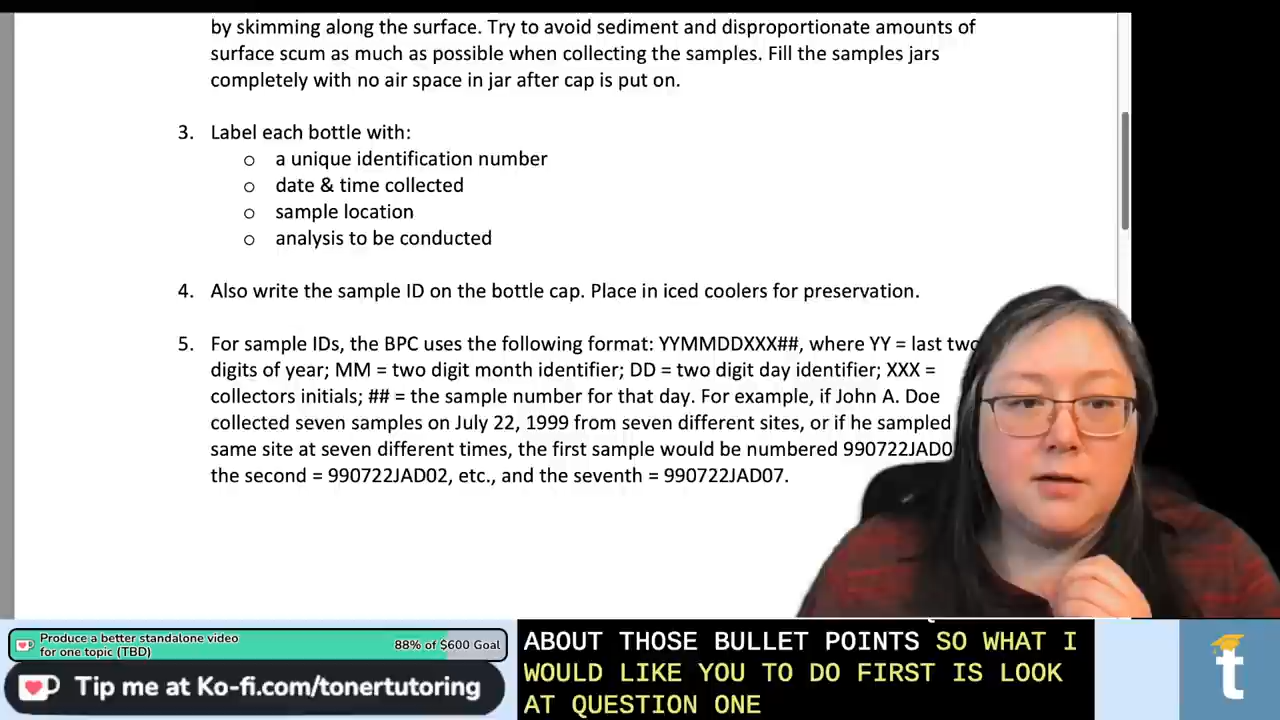 by skimming along the surface. Try to avoid sediment and disproportionate amounts of
surface scum as much as possible when collecting the samples. Fill the samples jars
completely with no air space in jar after cap is put on.
3. Label each bottle with:
o a unique identification number
o date & time collected
o sample location
o analysis to be conducted
4. Also write the sample ID on the bottle cap. Place in iced coolers for preservation.
5. For sample IDs, the BPC uses the following format: YYMMDDXXX##, where YY = last two
digits of year; MM = two digit month identifier; DD = two digit day identifier; XXX =
collectors initials; ## = the sample number for that day. For example, if John A. Doe
collected seven samples on July 22, 1999 from seven different sites, or if he sampled
same site at seven different times, the first sample would be numbered 990722JAD0
the second = 990722JAD02, etc., and the seventh = 990722JAD07.
Produce a better standalone video
for one topic (TBD)
88% of $600 Goal
Tip me at Ko-fi.com/tonertutoring
ABOUT THOSE BULLET POINTS SO WHAT I
WOULD LIKE YOU TO DO FIRST IS LOOK
AT QUESTION ONE
t